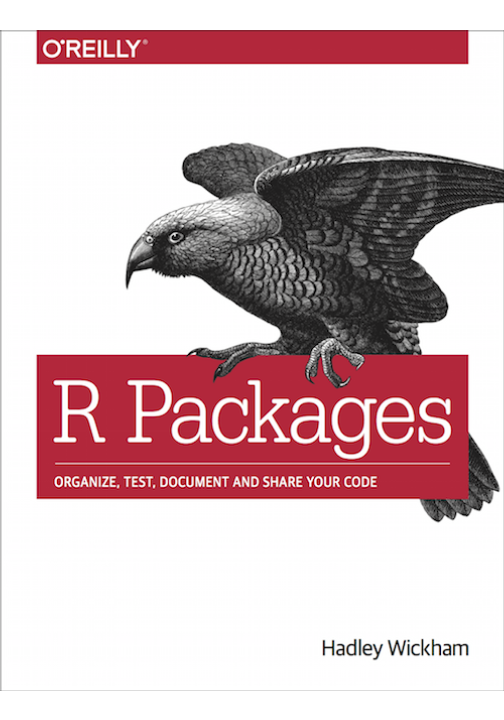 O'REILLY®
R Packages
ORGANIZE, TEST, DOCUMENT AND SHARE YOUR CODE
Hadley Wickham